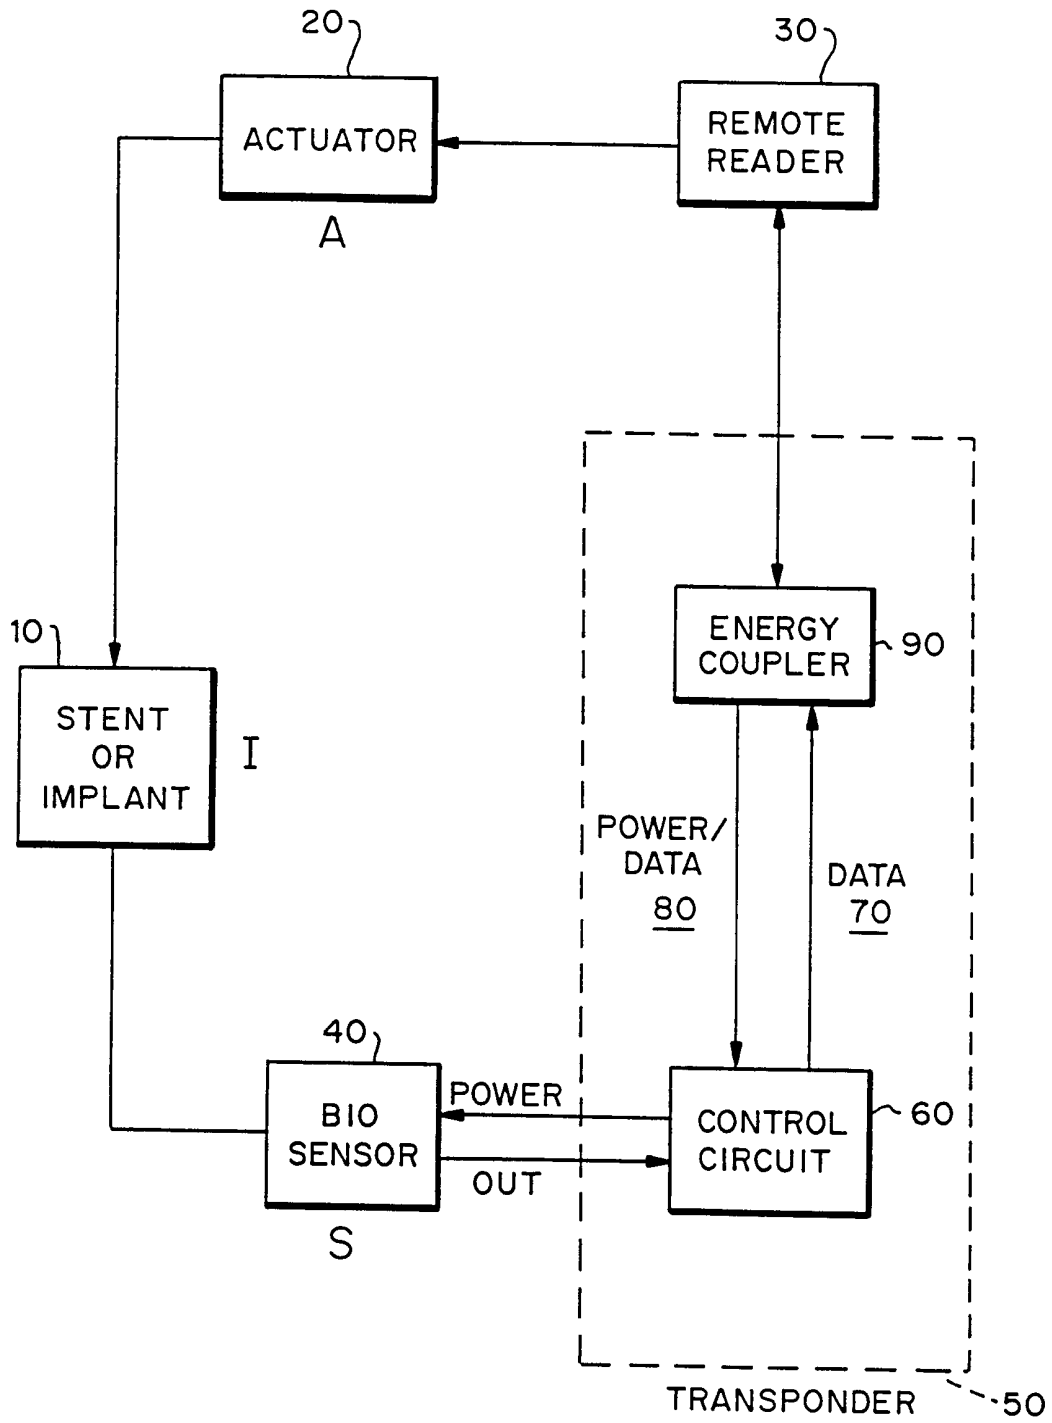 20
30
ACTUATOR
REMOTE
READER
A
10
STENT
OR
IMPLANT
I
ENERGY
COUPLER
90
POWER/
DATA
80
DATA
70
40
BIO
SENSOR
S
POWER
OUT
CONTROL
CIRCUIT
60
TRANSPONDER
50